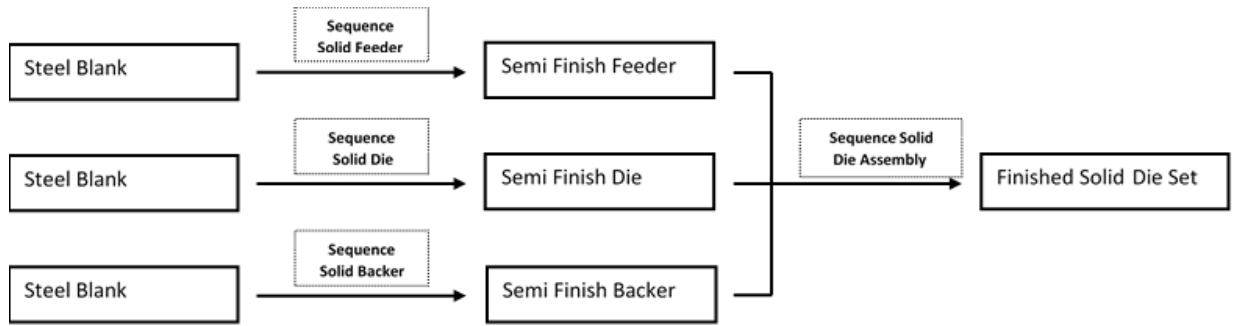 Sequence
Solid Feeder
Steel Blank
Semi Finish Feeder
Sequence
Solid Die
Sequence Solid
Die Assembly
Steel Blank
Semi Finish Die
Finished Solid Die Set
Sequence
Solid Backer
Steel Blank
Semi Finish Backer